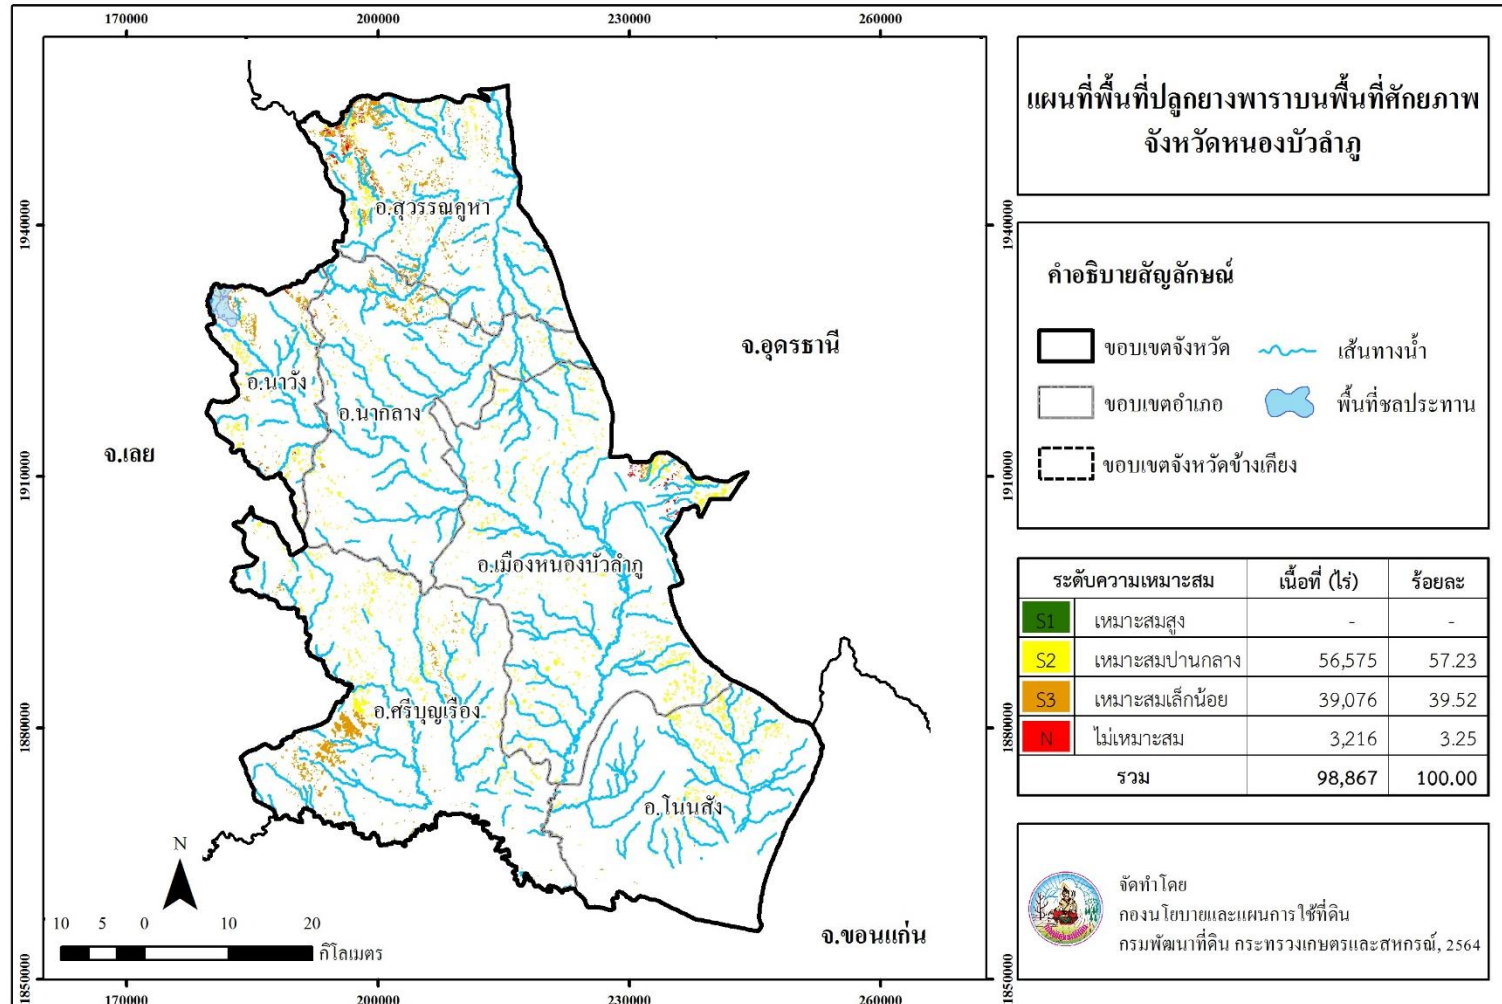 170000 200000 230000 260000
แผนที่พื้นที่ปลูกยางพาราบนพื้นที่ศักยภาพ
จังหวัดหนองบัวลำภู
1940000 1940000
1910000 1910000
1880000 1880000
1850000 1850000
อ.สุวรรณคูหา
อ.นาวัง
อ.นากลาง
อ.เมืองหนองบัวลำภู
อ.ศรีบุญเรือง
อ.โนนสัง
จ.อุดรธานี
จ.เลย
จ.ขอนแก่น
N
10 5 0 10 20
กิโลเมตร
170000 200000 230000 260000
คำอธิบายสัญลักษณ์
ขอบเขตจังหวัด เส้นทางน้ำ
ขอบเขตอำเภอ พื้นที่ชลประทาน
ขอบเขตจังหวัดข้างเคียง
ระดับความเหมาะสม เนื้อที่ (ไร่) ร้อยละ
S1 เหมาะสมสูง - -
S2 เหมาะสมปานกลาง 56,575 57.23
S3 เหมาะสมเล็กน้อย 39,076 39.52
N ไม่เหมาะสม 3,216 3.25
รวม 98,867 100.00
จัดทำโดย
กองนโยบายและแผนการใช้ที่ดิน
กรมพัฒนาที่ดิน กระทรวงเกษตรและสหกรณ์, 2564